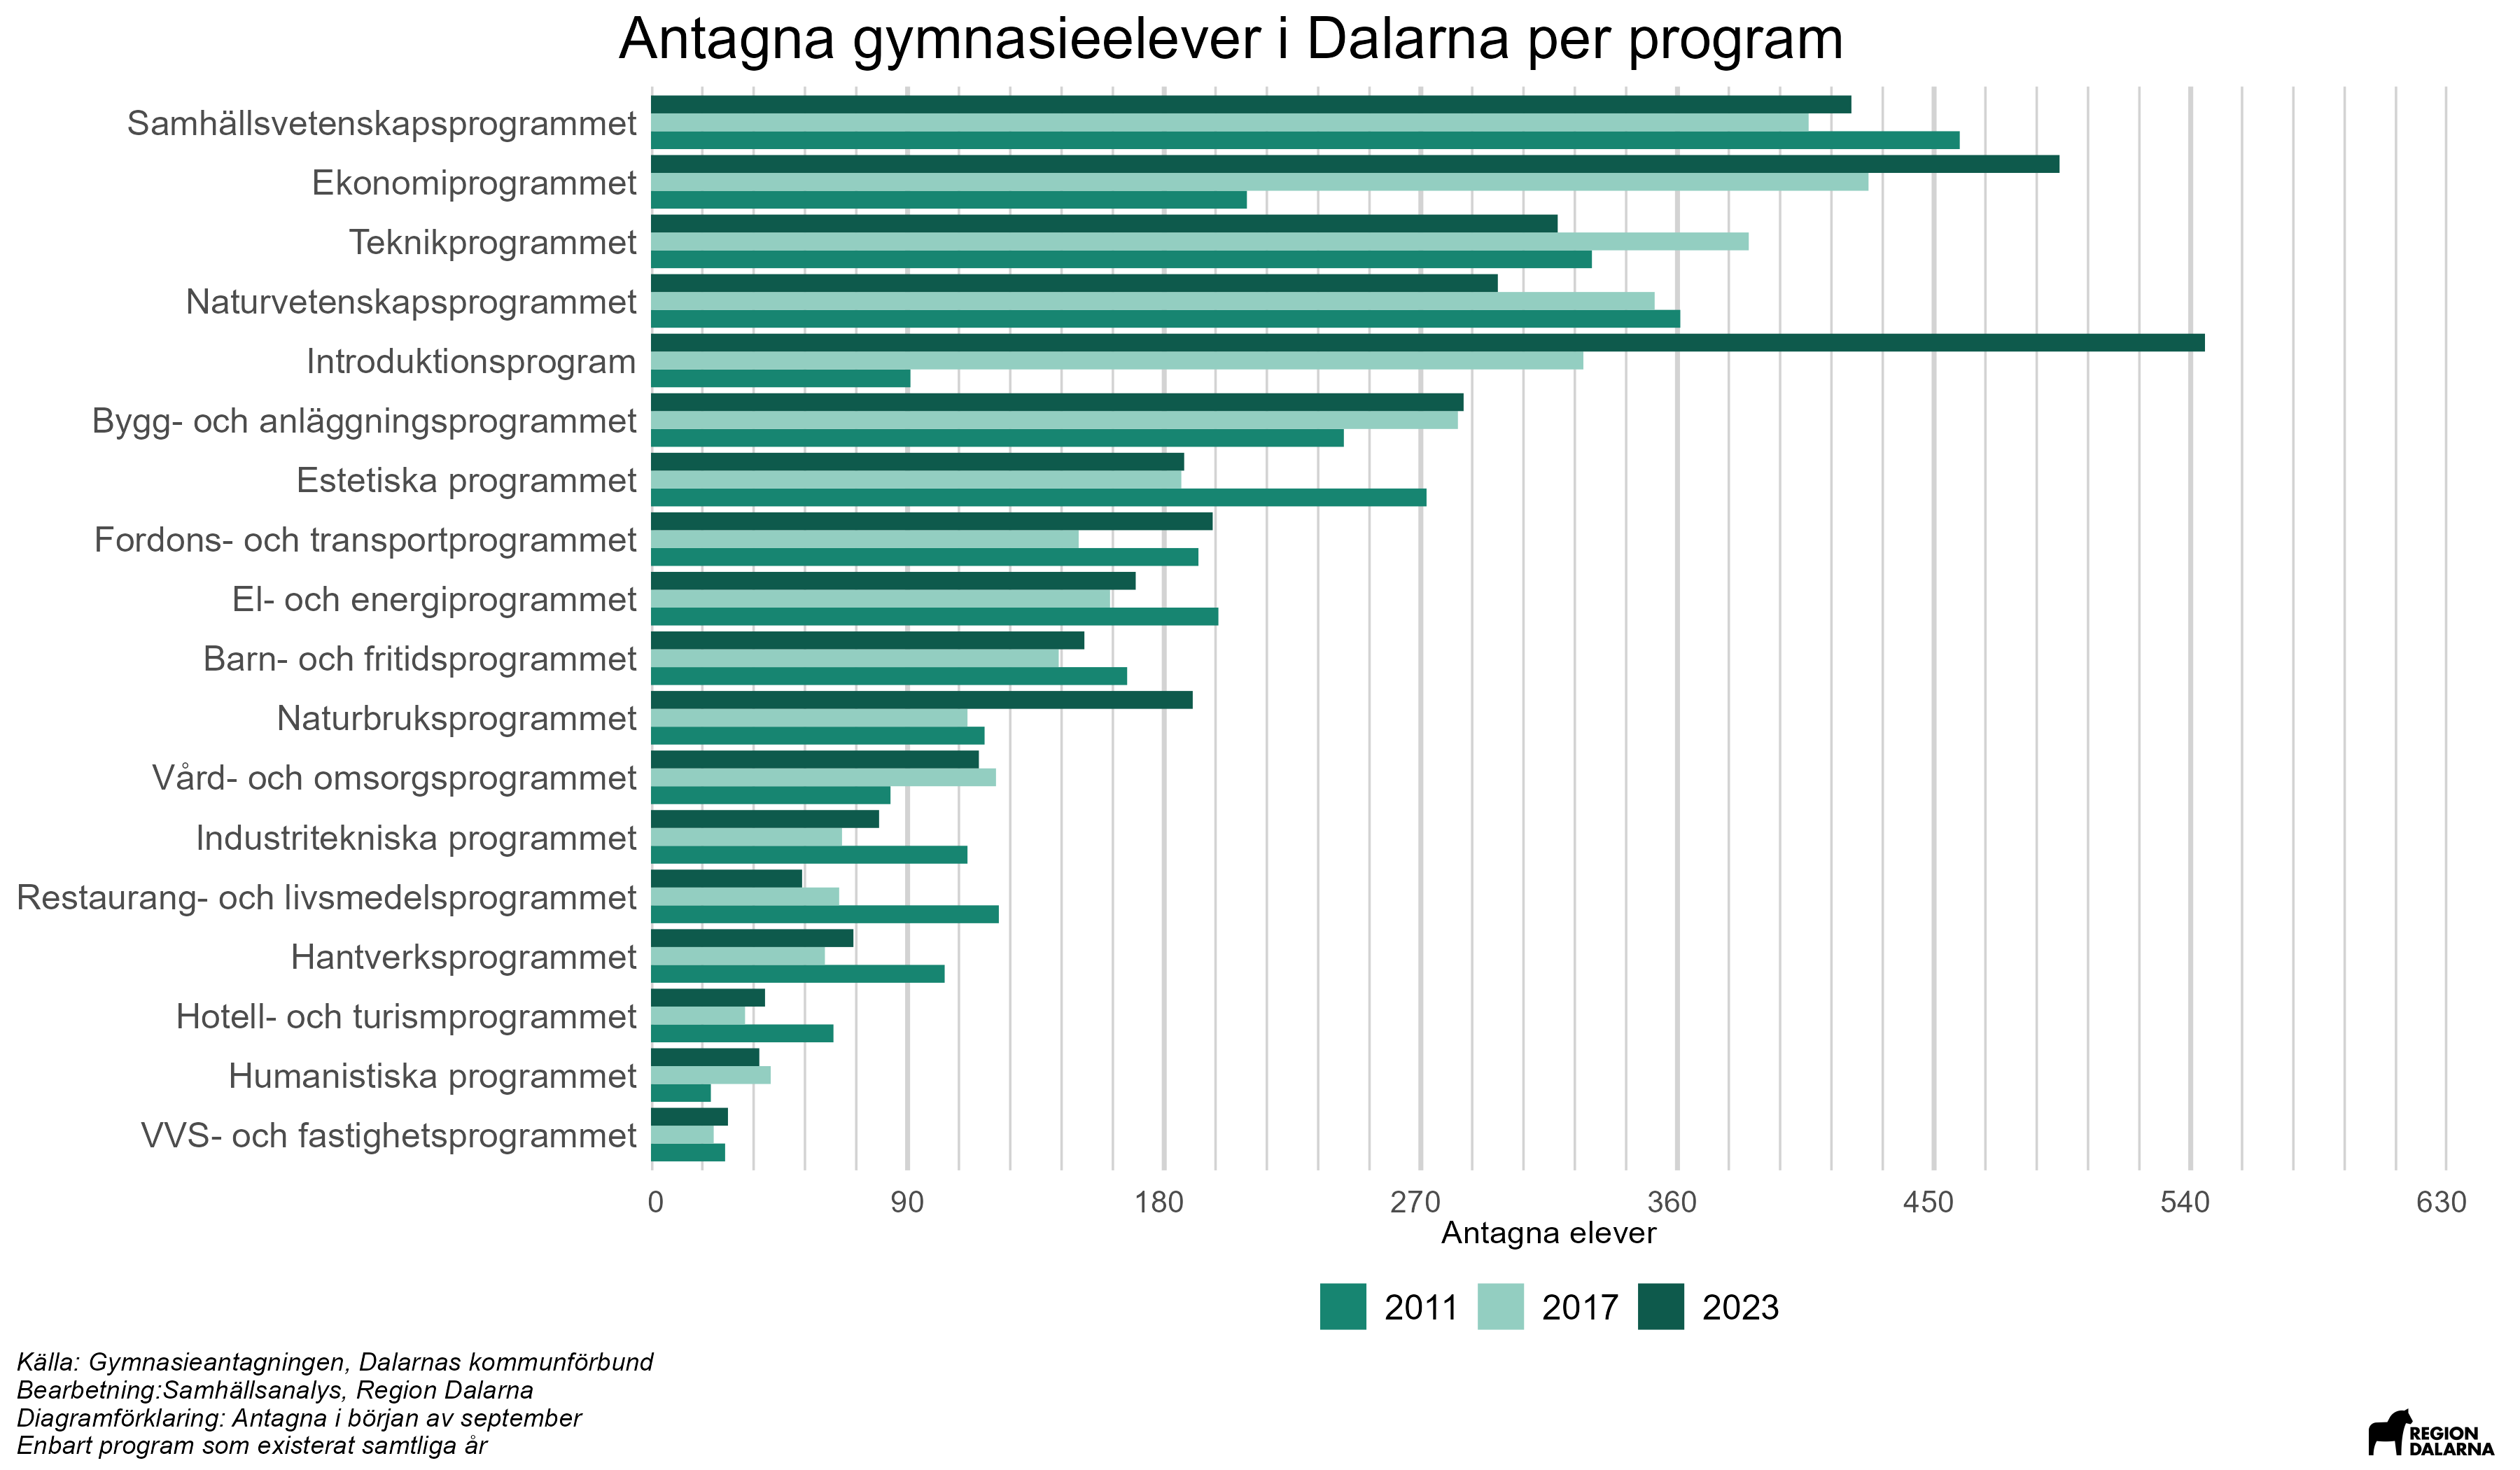 Antagna gymnasieelever i Dalarna per program
Samhällsvetenskapsprogrammet
Ekonomiprogrammet
Teknikprogrammet
Naturvetenskapsprogrammet
Introduktionsprogram
Bygg- och anläggningsprogrammet
Estetiska programmet
Fordons- och transportprogrammet
El- och energiprogrammet
Barn- och fritidsprogrammet
Naturbruksprogrammet
Vård- och omsorgsprogrammet
Industritekniska programmet
Restaurang- och livsmedelsprogrammet
Hantverksprogrammet
Hotell- och turismprogrammet
Humanistiska programmet
VVS- och fastighetsprogrammet
0 90 180 270 360 450 540 630
Antagna elever
2011 2017 2023
Källa: Gymnasieantagningen, Dalarnas kommunförbund
Bearbetning:Samhällsanalys, Region Dalarna
Diagramförklaring: Antagna i början av september
Enbart program som existerat samtliga år
REGION
DALARNA